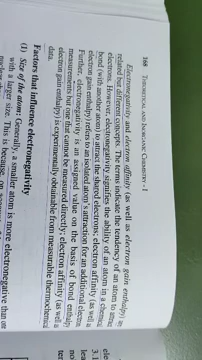 168 THEORETICAL AND INORGANIC CHEMISTRY - I
Electronegativity and electron affinity (as well as electron gain enthalpy) are
related but different concepts. The terms indicate the tendency of an atom to attract
electrons. However, electronegativity signifies the ability of an atom in a chemical
bond (with another atom) to attract the shared electrons, electron affinity (as well as
electron gain enthalpy) refers to an isolated atom's attraction for an additional electron.
Further, electronegativity is an assigned value on the basis of bond enthalpy
measurements but one that cannot be measured directly; electron affinity (as well as
electron gain enthalpy) is experimentally obtainable from measurable thermochemical
data.
Factors that influence electronegativity
(1) Size of the atom: Generally, a smaller atom is more electronegative than one
with a larger size. This is because, on